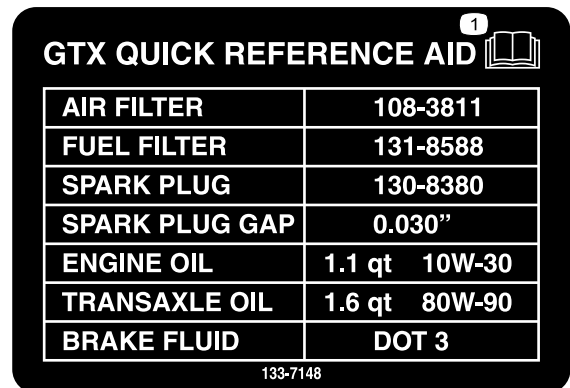 1
GTX QUICK REFERENCE AID
AIR FILTER 108-3811
FUEL FILTER 131-8588
SPARK PLUG 130-8380
SPARK PLUG GAP 0.030”
ENGINE OIL 1.1 qt 10W-30
TRANSAXLE OIL 1.6 qt 80W-90
BRAKE FLUID DOT 3
133-7148